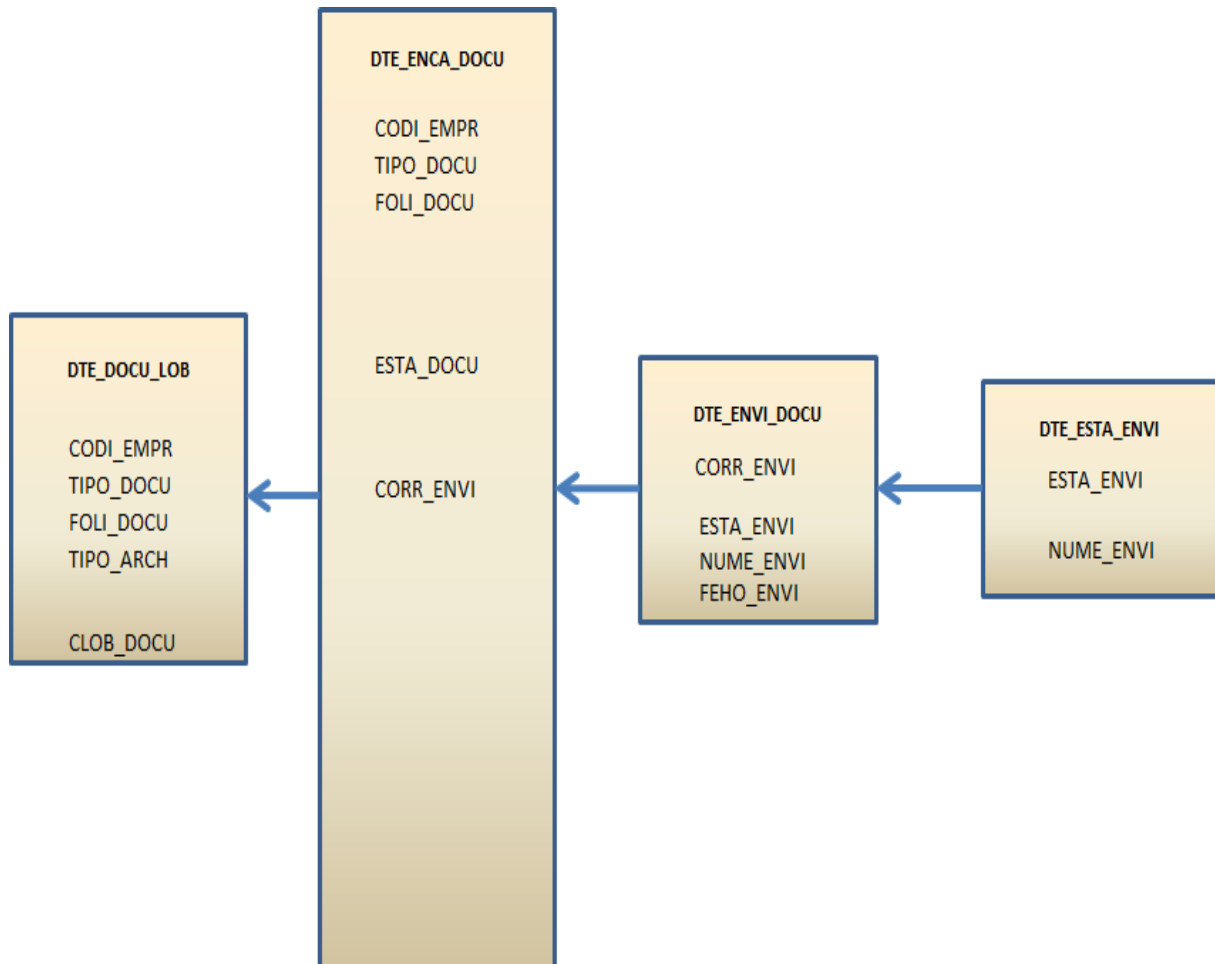 DTE_ENCA_DOCU
CODI_EMPR
TIPO_DOCU
FOLI_DOCU
ESTA_DOCU
CORR_ENVI
DTE_DOCU_LOB
CODI_EMPR
TIPO_DOCU
FOLI_DOCU
TIPO_ARCH
CLOB_DOCU
DTE_ENVI_DOCU
CORR_ENVI
ESTA_ENVI
NUME_ENVI
FEHO_ENVI
DTE_ESTA_ENVI
ESTA_ENVI
NUME_ENVI